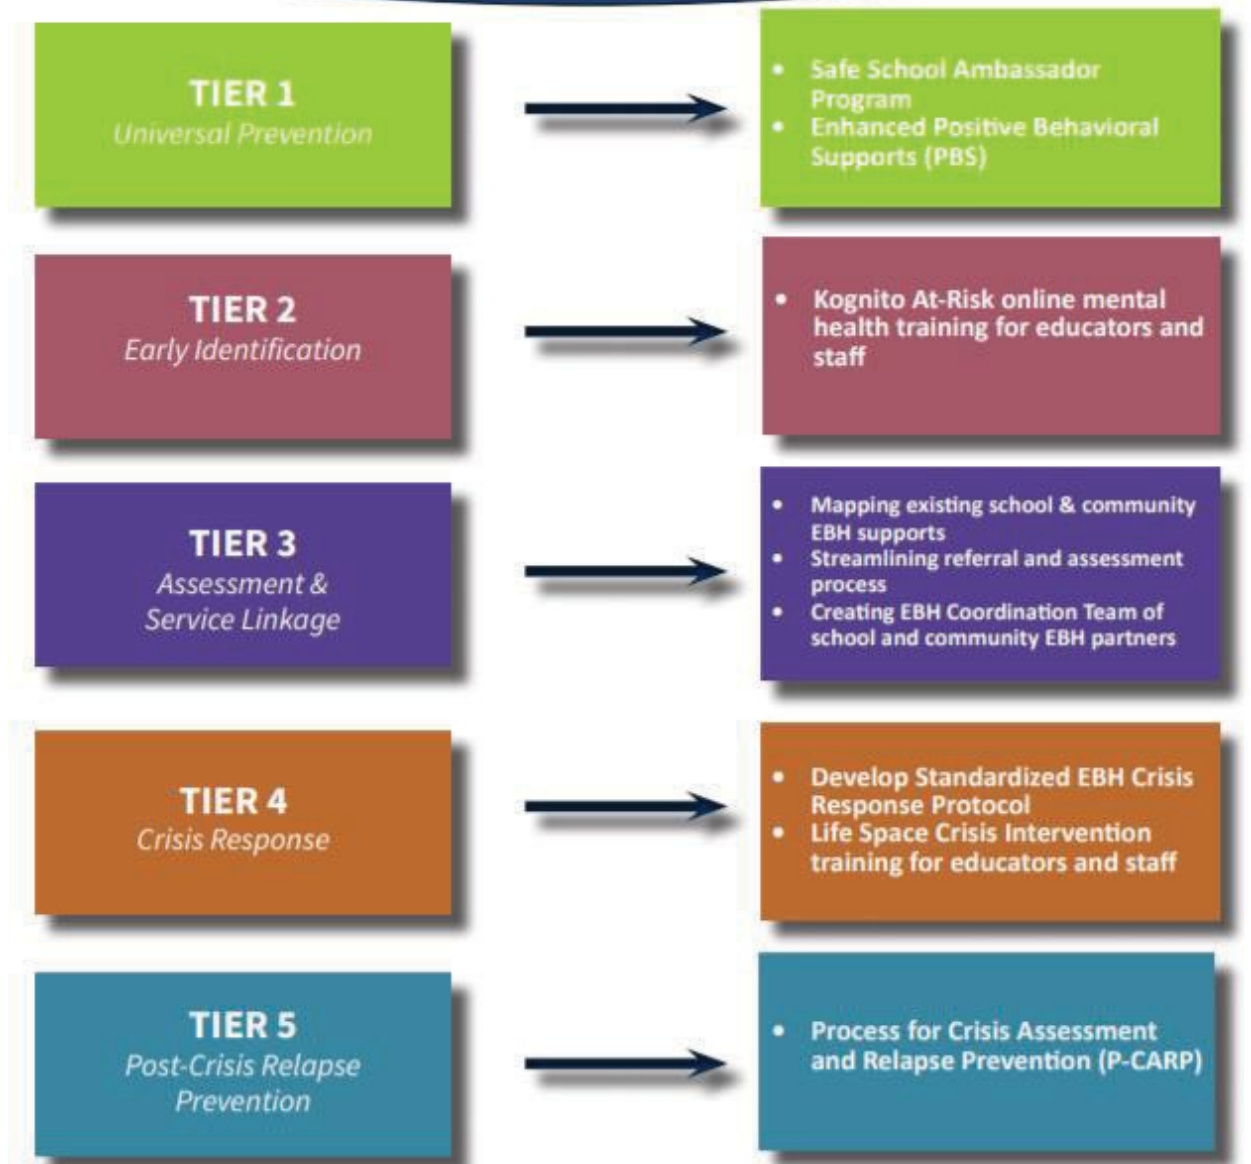 TIER 1
Universal Prevention
• Safe School Ambassador
Program
• Enhanced Positive Behavioral
Supports (PBS)
TIER 2
Early Identification
• Kognito At-Risk online mental
health training for educators and
staff
TIER 3
Assessment &
Service Linkage
• Mapping existing school & community
EBH supports
• Streamlining referral and assessment
process
• Creating EBH Coordination Team of
school and community EBH partners
TIER 4
Crisis Response
• Develop Standardized EBH Crisis
Response Protocol
• Life Space Crisis Intervention
training for educators and staff
TIER 5
Post-Crisis Relapse
Prevention
• Process for Crisis Assessment
and Relapse Prevention (P-CARP)